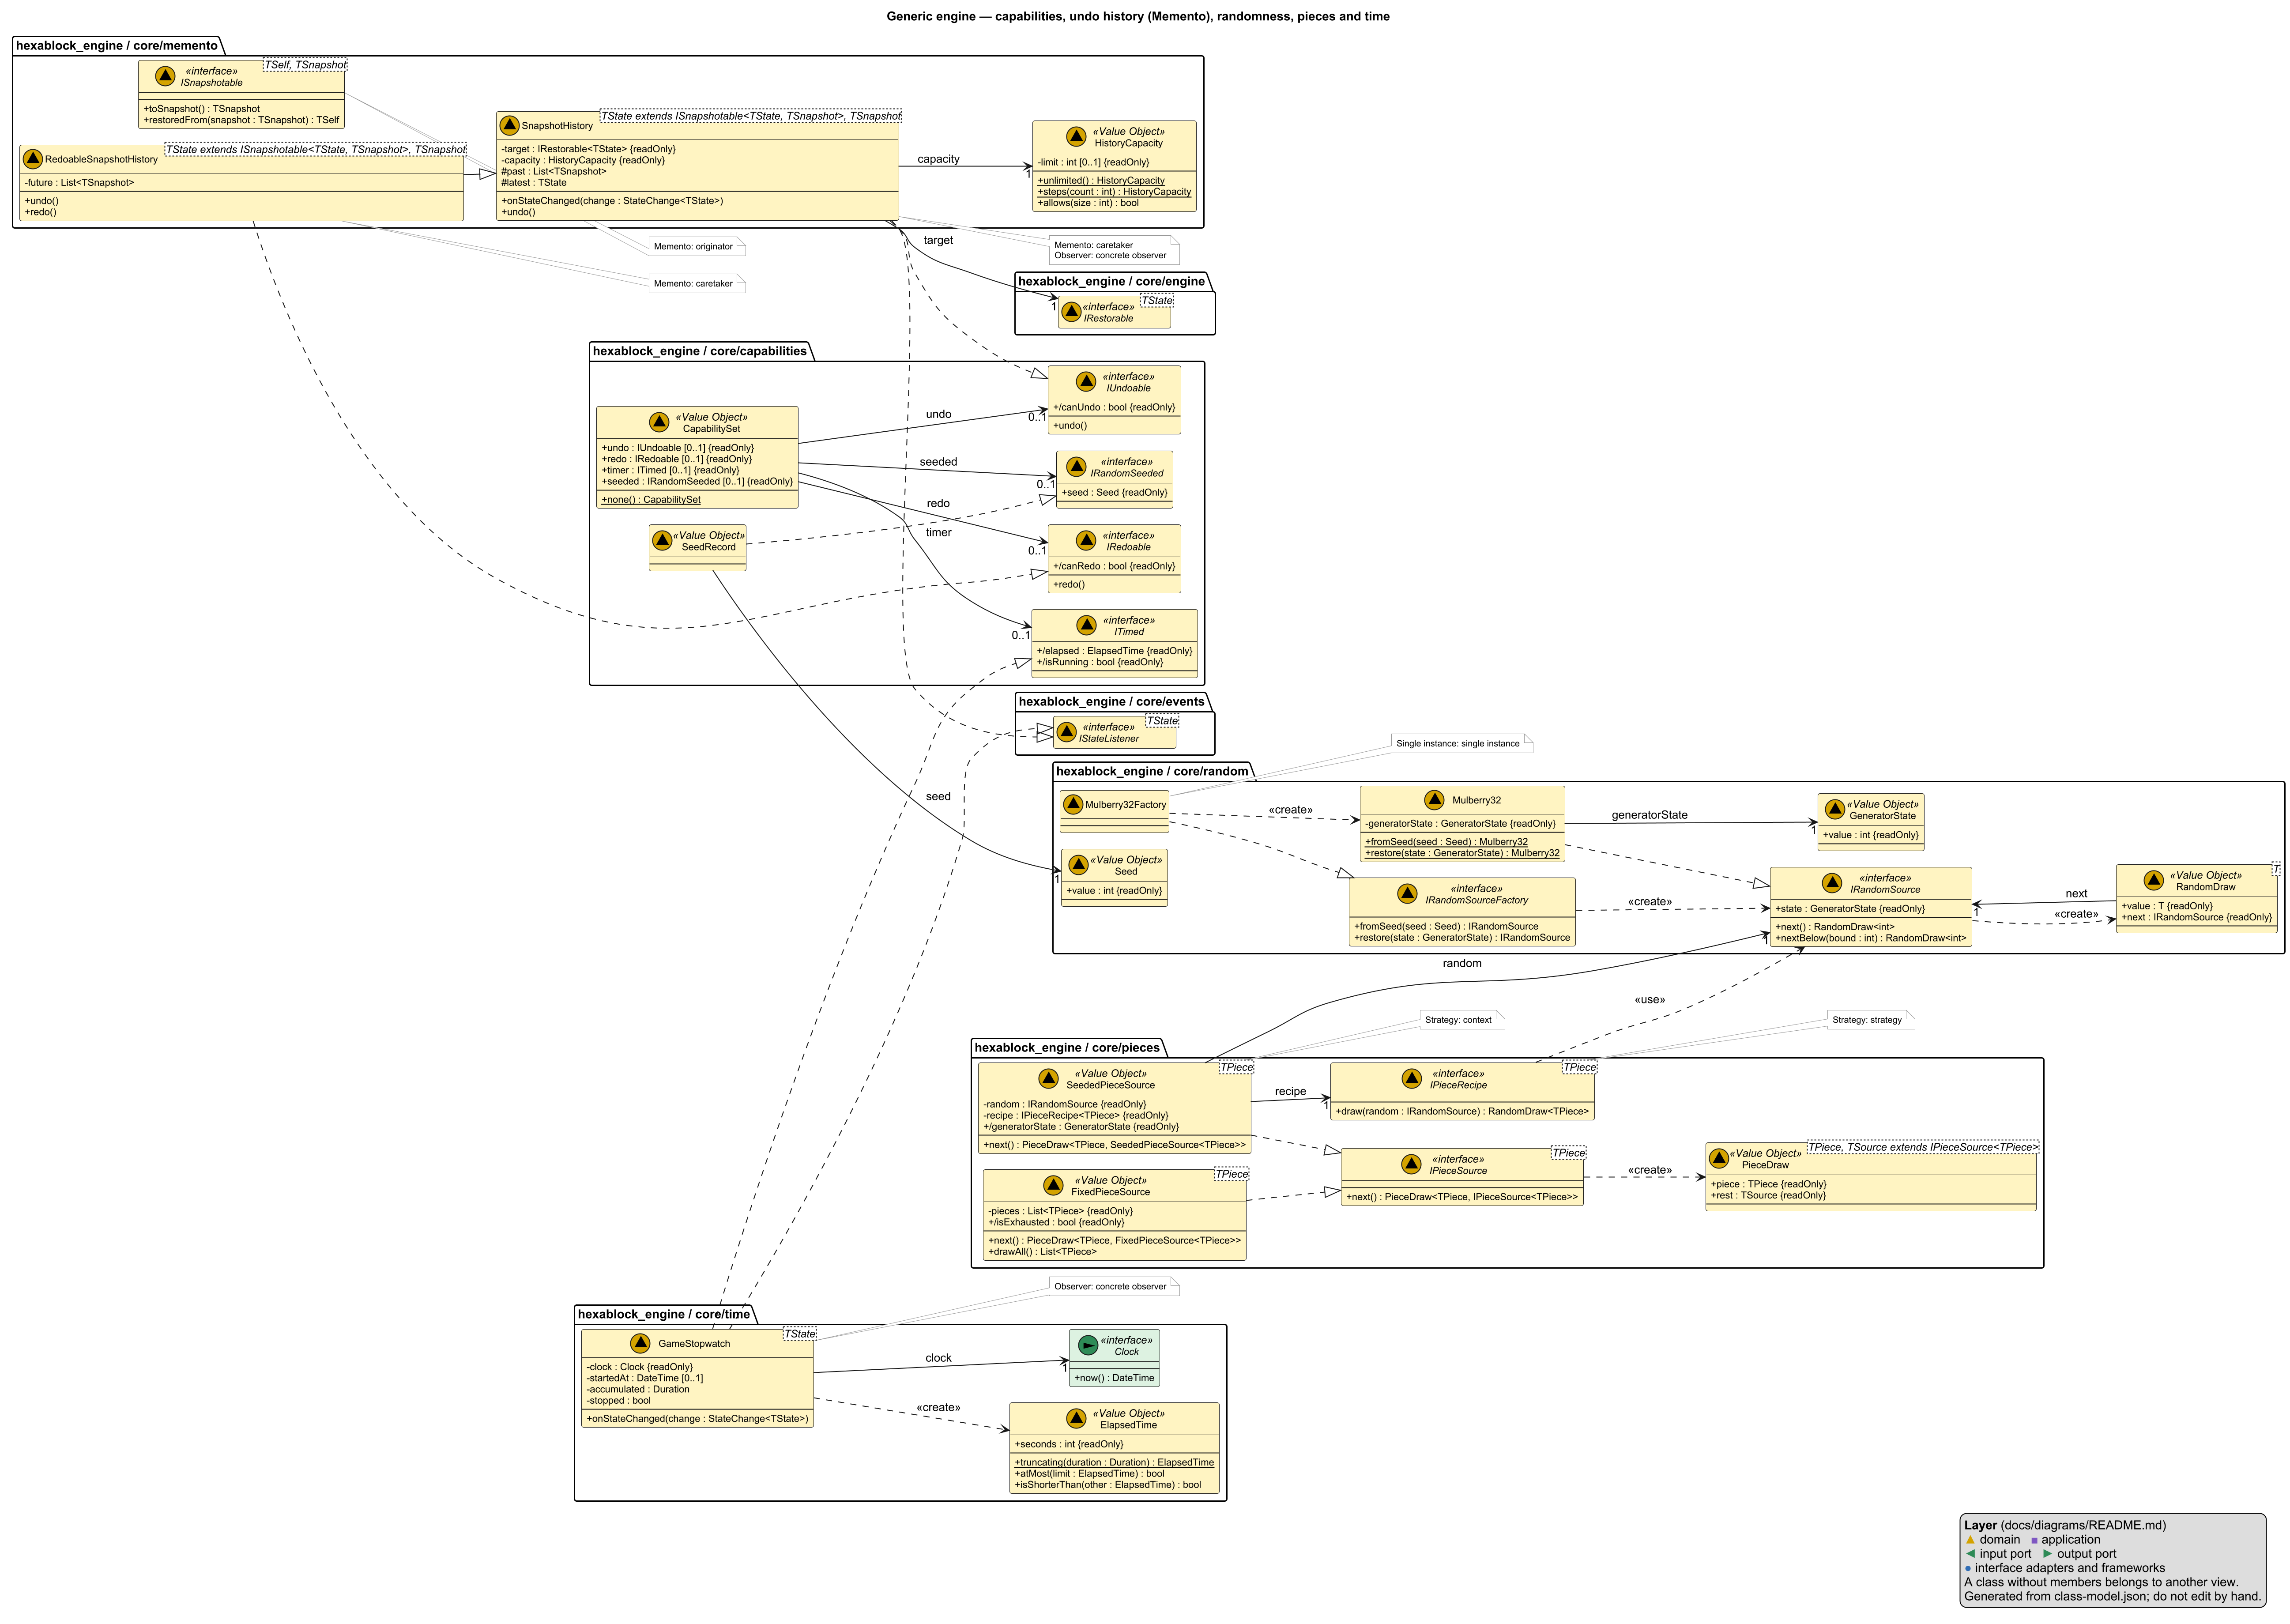 Generic engine — capabilities, undo history (Memento), randomness, pieces and time
hexablock_engine / core/memento
TSelf, TSnapshot
«interface»
ISnapshotable
+toSnapshot() : TSnapshot
+restoredFrom(snapshot : TSnapshot) : TSelf
TState extends ISnapshotable<TState, TSnapshot>, TSnapshot
RedoableSnapshotHistory
-future : List<TSnapshot>
+undo()
+redo()
TState extends ISnapshotable<TState, TSnapshot>, TSnapshot
SnapshotHistory
-target : IRestorable<TState> {readOnly}
-capacity : HistoryCapacity {readOnly}
#past : List<TSnapshot>
#latest : TState
+onStateChanged(change : StateChange<TState>)
+undo()
capacity
1
«Value Object»
HistoryCapacity
-limit : int [0..1] {readOnly}
+unlimited() : HistoryCapacity
+steps(count : int) : HistoryCapacity
+allows(size : int) : bool
Memento: originator
target
Memento: caretaker
Observer: concrete observer
Memento: caretaker
hexablock_engine / core/engine
1
TState
«interface»
IRestorable
hexablock_engine / core/capabilities
«Value Object»
CapabilitySet
+undo : IUndoable [0..1] {readOnly}
+redo : IRedoable [0..1] {readOnly}
+timer : ITimed [0..1] {readOnly}
+seeded : IRandomSeeded [0..1] {readOnly}
+none() : CapabilitySet
undo
0..1
«interface»
IUndoable
+/canUndo : bool {readOnly}
+undo()
seeded
0..1
«interface»
IRandomSeeded
+seed : Seed {readOnly}
redo
0..1
«Value Object»
SeedRecord
timer
«interface»
IRedoable
+/canRedo : bool {readOnly}
+redo()
0..1
«interface»
ITimed
+/elapsed : ElapsedTime {readOnly}
+/isRunning : bool {readOnly}
hexablock_engine / core/events
TState
«interface»
IStateListener
Single instance: single instance
hexablock_engine / core/random
seed
1
Mulberry32Factory
«create»
Mulberry32
-generatorState : GeneratorState {readOnly}
+fromSeed(seed : Seed) : Mulberry32
+restore(state : GeneratorState) : Mulberry32
generatorState
1
«Value Object»
GeneratorState
+value : int {readOnly}
«Value Object»
Seed
+value : int {readOnly}
«interface»
IRandomSourceFactory
+fromSeed(seed : Seed) : IRandomSource
+restore(state : GeneratorState) : IRandomSource
«create»
«interface»
IRandomSource
+state : GeneratorState {readOnly}
+next() : RandomDraw<int>
+nextBelow(bound : int) : RandomDraw<int>
next
1
«create»
T
«Value Object»
RandomDraw
+value : T {readOnly}
+next : IRandomSource {readOnly}
random
1
«use»
Strategy: context
Strategy: strategy
hexablock_engine / core/pieces
TPiece
«Value Object»
SeededPieceSource
-random : IRandomSource {readOnly}
-recipe : IPieceRecipe<TPiece> {readOnly}
+/generatorState : GeneratorState {readOnly}
+next() : PieceDraw<TPiece, SeededPieceSource<TPiece>>
recipe
1
TPiece
«interface»
IPieceRecipe
+draw(random : IRandomSource) : RandomDraw<TPiece>
TPiece
«Value Object»
FixedPieceSource
-pieces : List<TPiece> {readOnly}
+/isExhausted : bool {readOnly}
+next() : PieceDraw<TPiece, FixedPieceSource<TPiece>>
+drawAll() : List<TPiece>
TPiece
«interface»
IPieceSource
+next() : PieceDraw<TPiece, IPieceSource<TPiece>>
«create»
TPiece, TSource extends IPieceSource<TPiece>
«Value Object»
PieceDraw
+piece : TPiece {readOnly}
+rest : TSource {readOnly}
Observer: concrete observer
hexablock_engine / core/time
TState
GameStopwatch
-clock : Clock {readOnly}
-startedAt : DateTime [0..1]
-accumulated : Duration
-stopped : bool
+onStateChanged(change : StateChange<TState>)
clock
1
«interface»
Clock
+now() : DateTime
«create»
«Value Object»
ElapsedTime
+seconds : int {readOnly}
+truncating(duration : Duration) : ElapsedTime
+atMost(limit : ElapsedTime) : bool
+isShorterThan(other : ElapsedTime) : bool
Layer (docs/diagrams/README.md)
▲ domain ■ application
◄ input port ► output port
● interface adapters and frameworks
A class without members belongs to another view.
Generated from class-model.json; do not edit by hand.